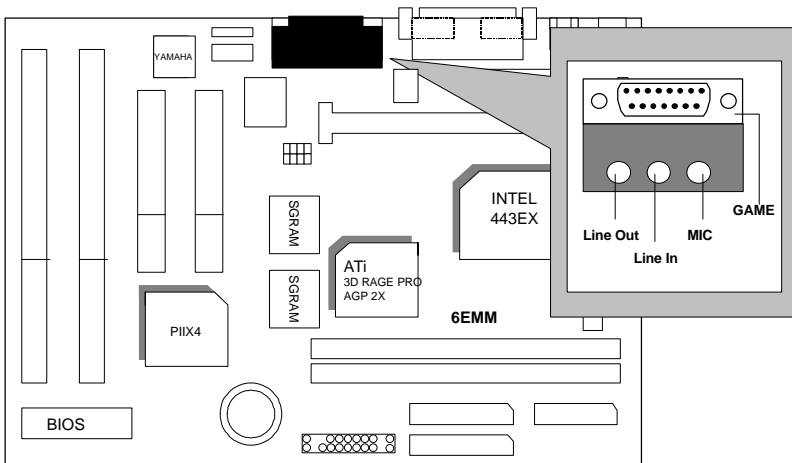 YAMAHA
INTEL
443EX
SGRAM
SGRAM
ATi
3D RAGE PRO
AGP 2X
PIIX4
6EMM
BIOS
Line Out
Line In
MIC
GAME